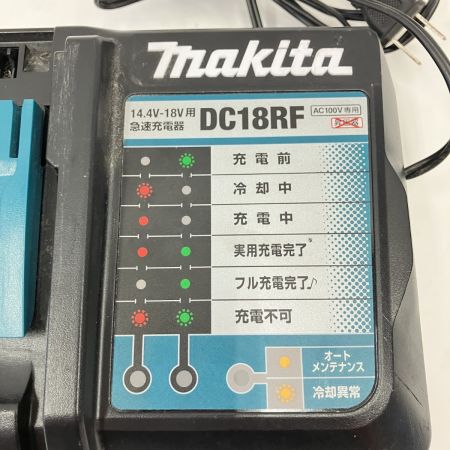 makita
14.4V-18V用
急速充電器 DC18RF AC100V専用
充電前
冷却中
充電中
実用充電完了♪
フル充電完了♪
充電不可
オート
メンテナンス
冷却異常